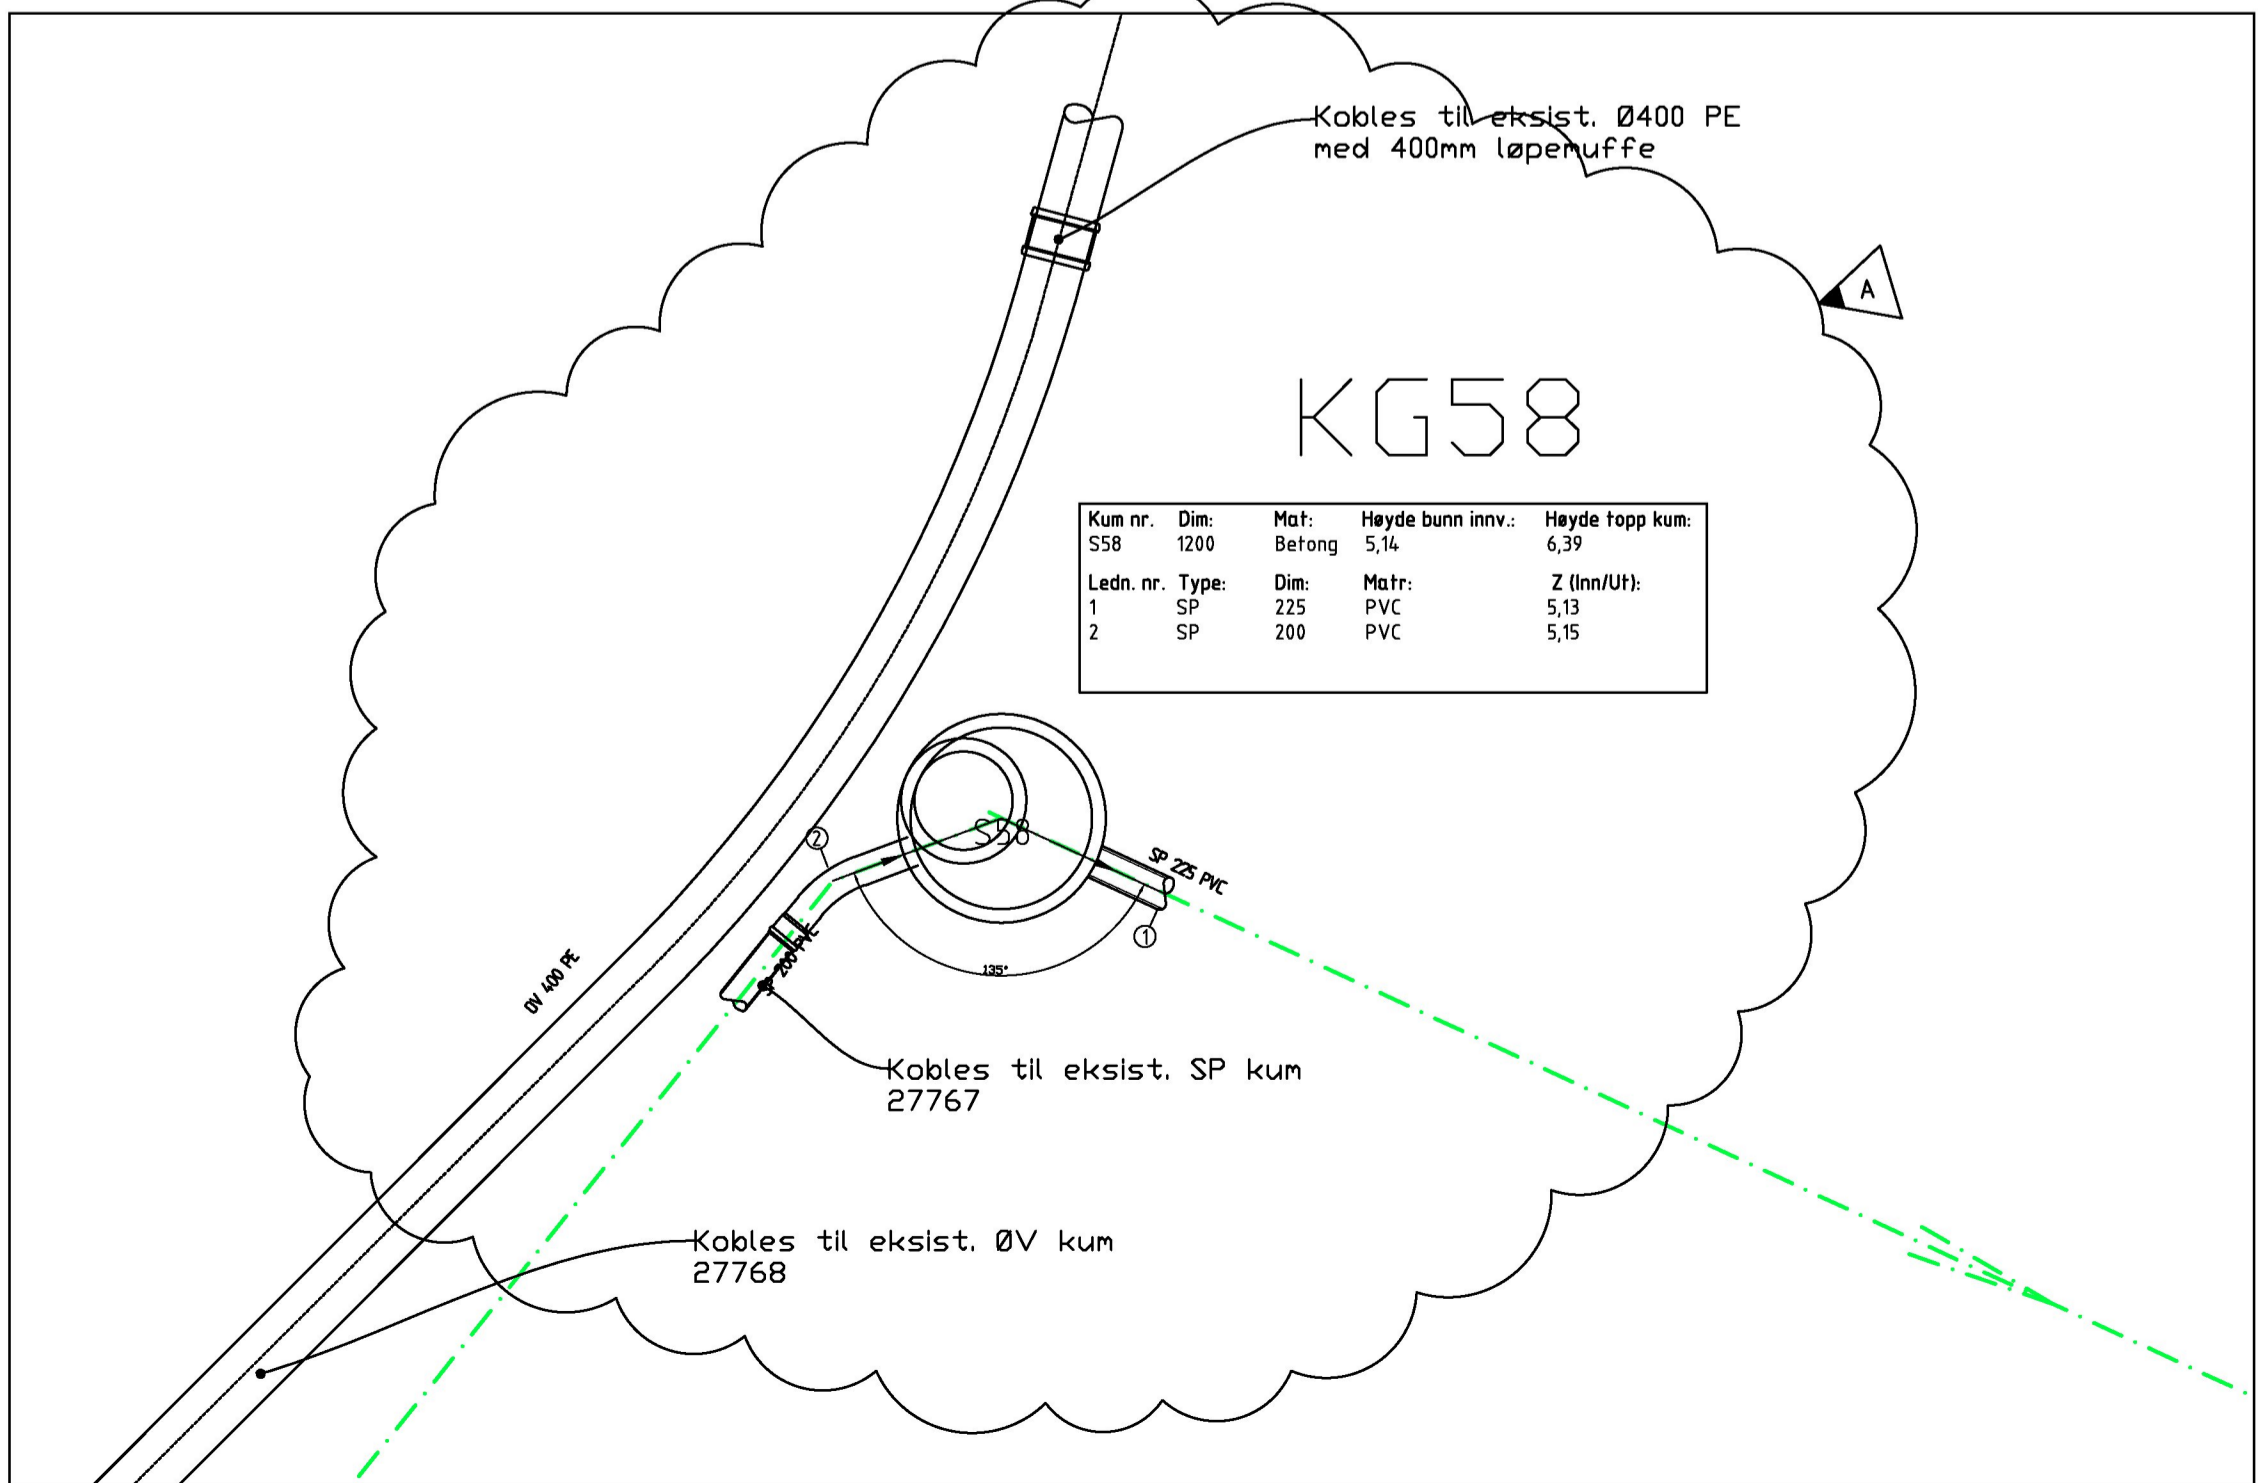 Kobles til eksist. Ø400 PE
med 400mm løpemuffe
A
KG58
Kum nr. Dim: Mat: Høyde bunn innv.: Høyde topp kum:
S58 1200 Betong 5,14 6,39
Ledn. nr. Type: Dim: Matr: Z (Inn/Ut):
1 SP 225 PVC 5,13
2 SP 200 PVC 5,15
S58
2
SP 225 PVC
1
SP 200 PVC
135°
OV 400 PE
Kobles til eksist. SP kum
27767
Kobles til eksist. ØV kum
27768